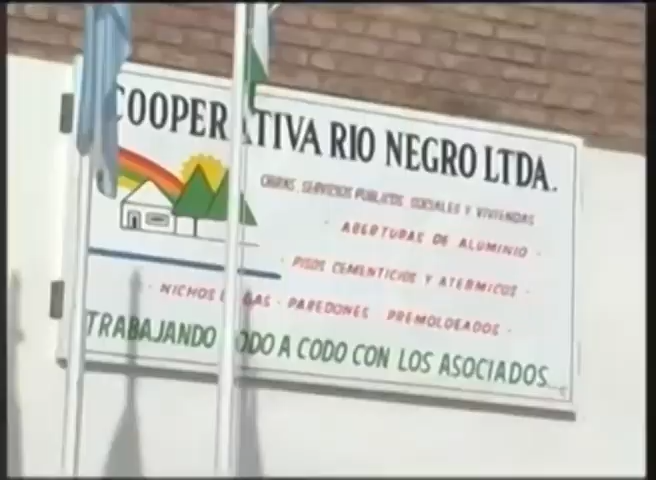 COOPERATIVA RIO NEGRO LTDA.
OBRAS, SERVICIOS PUBLICOS, SOCIALES Y VIVIENDAS
· ABERTURAS DE ALUMINIO ·
· PISOS CEMENTICIOS Y ATERMICOS ·
· NICHOS GAS · PAREDONES PREMOLDEADOS ·
TRABAJANDO CODO A CODO CON LOS ASOCIADOS...